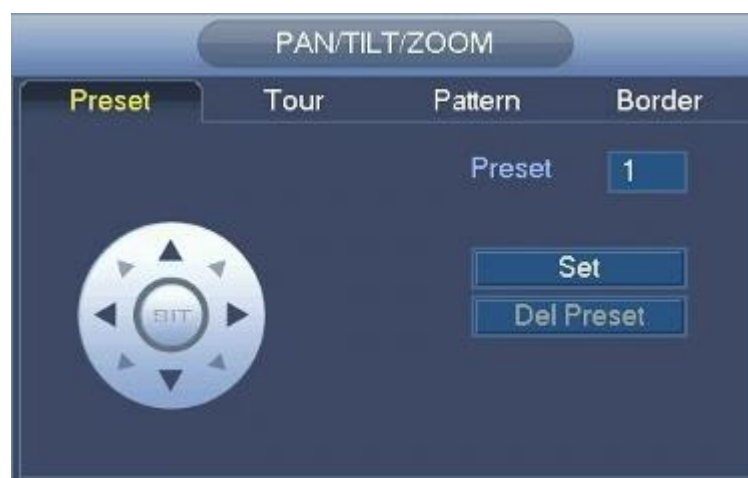 PAN/TILT/ZOOM
Preset Tour Pattern Border
Preset 1
Set
SIT
Del Preset